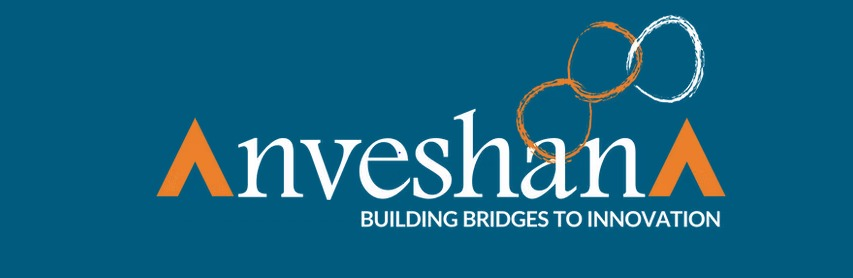 AnveshanA
BUILDING BRIDGES TO INNOVATION